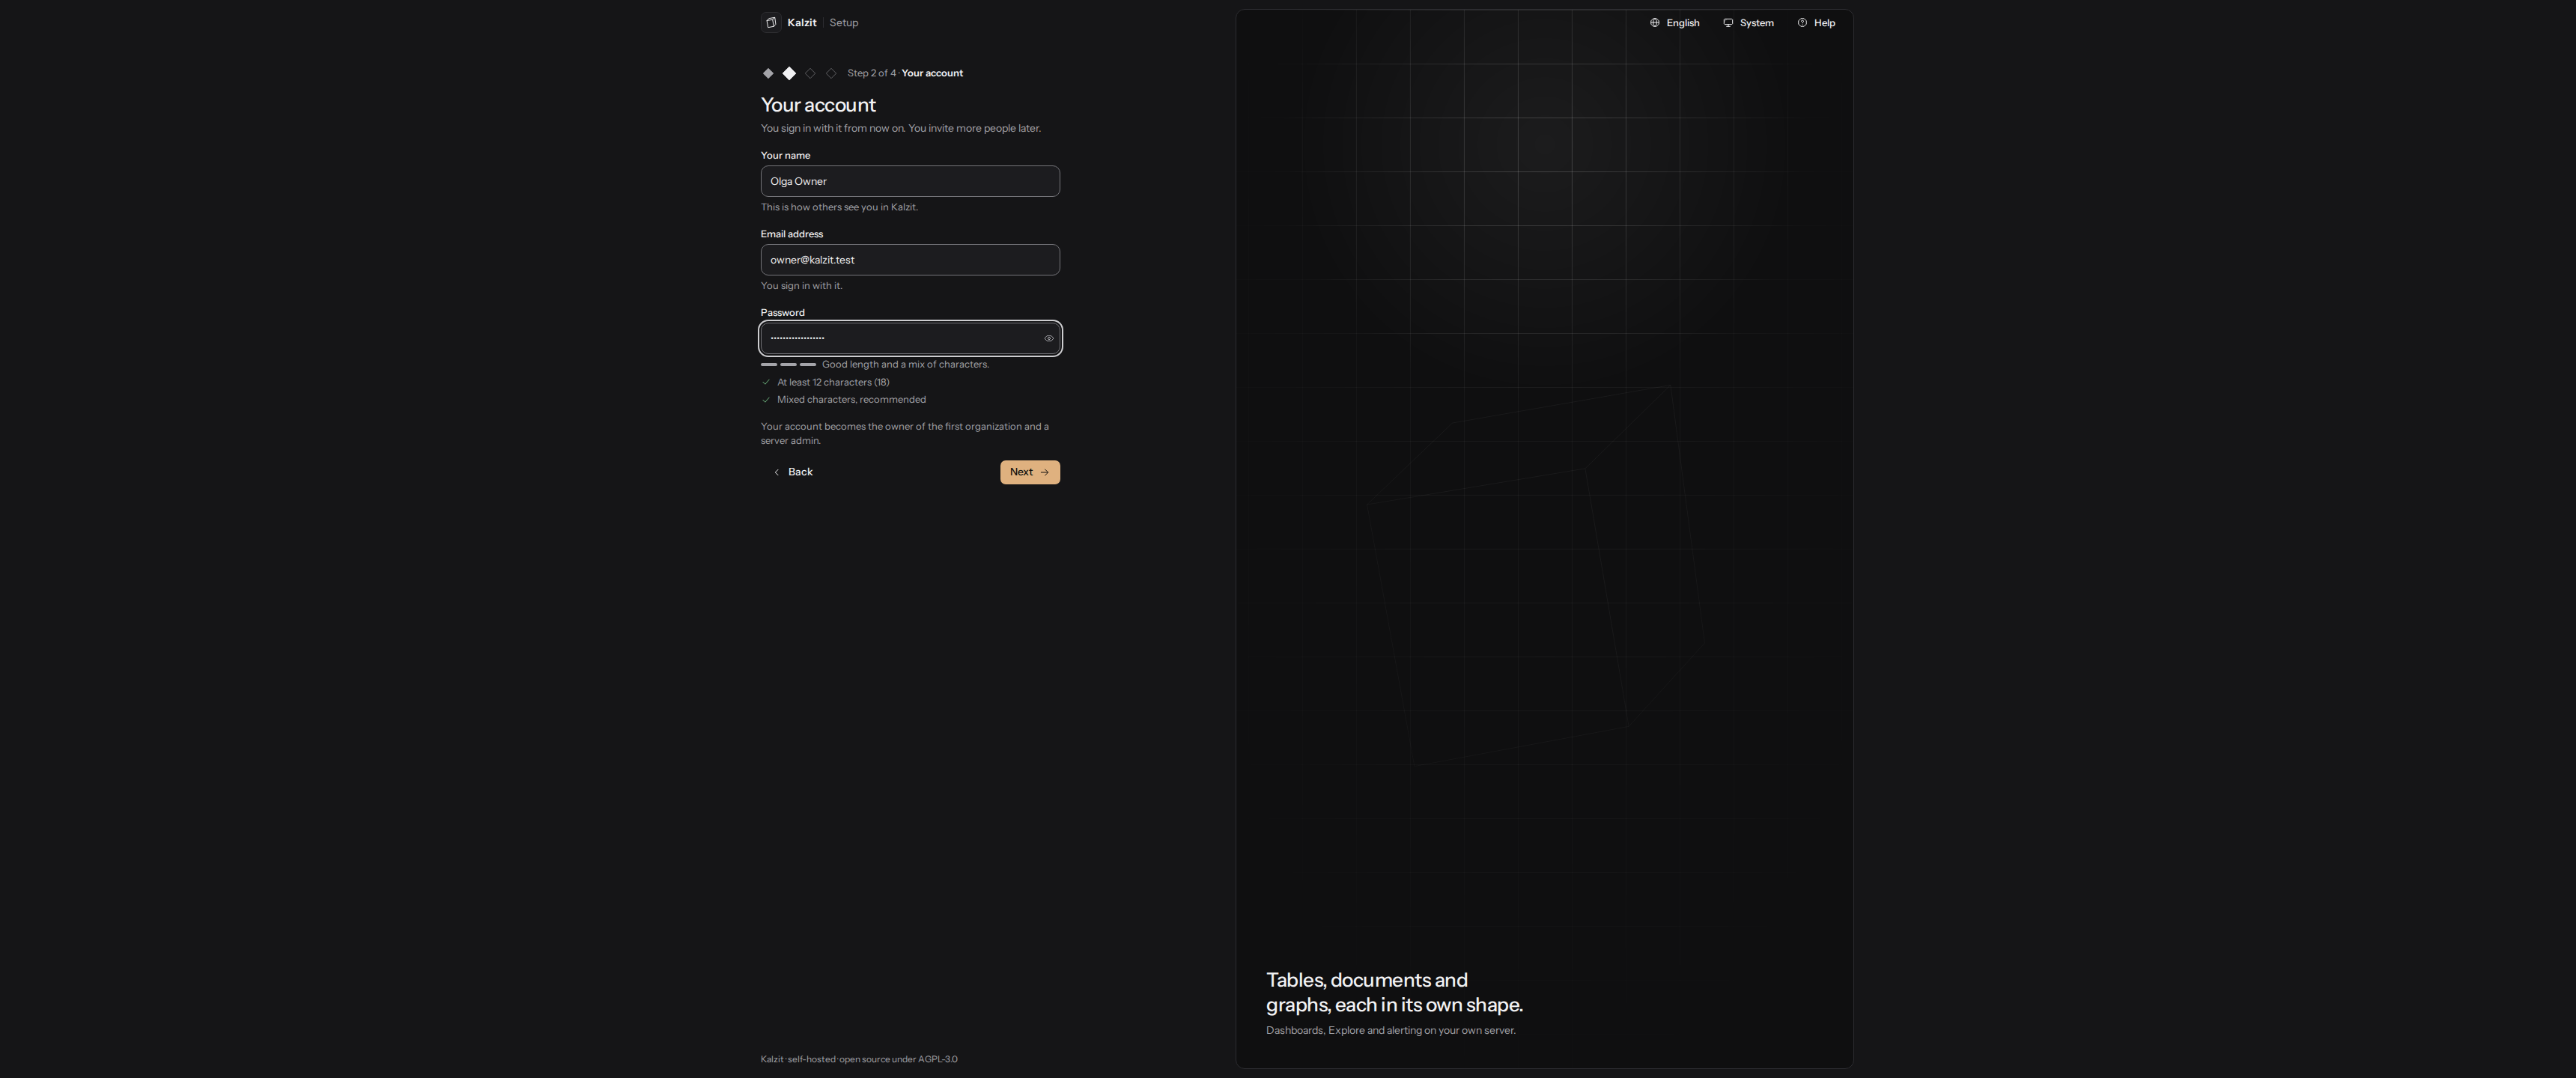 Kalzit | Setup
English
System
Help
Step 2 of 4 · Your account
Your account
You sign in with it from now on. You invite more people later.
Your name
Olga Owner
This is how others see you in Kalzit.
Email address
owner@kalzit.test
You sign in with it.
Password
••••••••••••••••••
Good length and a mix of characters.
At least 12 characters (18)
Mixed characters, recommended
Your account becomes the owner of the first organization and a
server admin.
Back
Next
Tables, documents and
graphs, each in its own shape.
Dashboards, Explore and alerting on your own server.
Kalzit · self-hosted · open source under AGPL-3.0